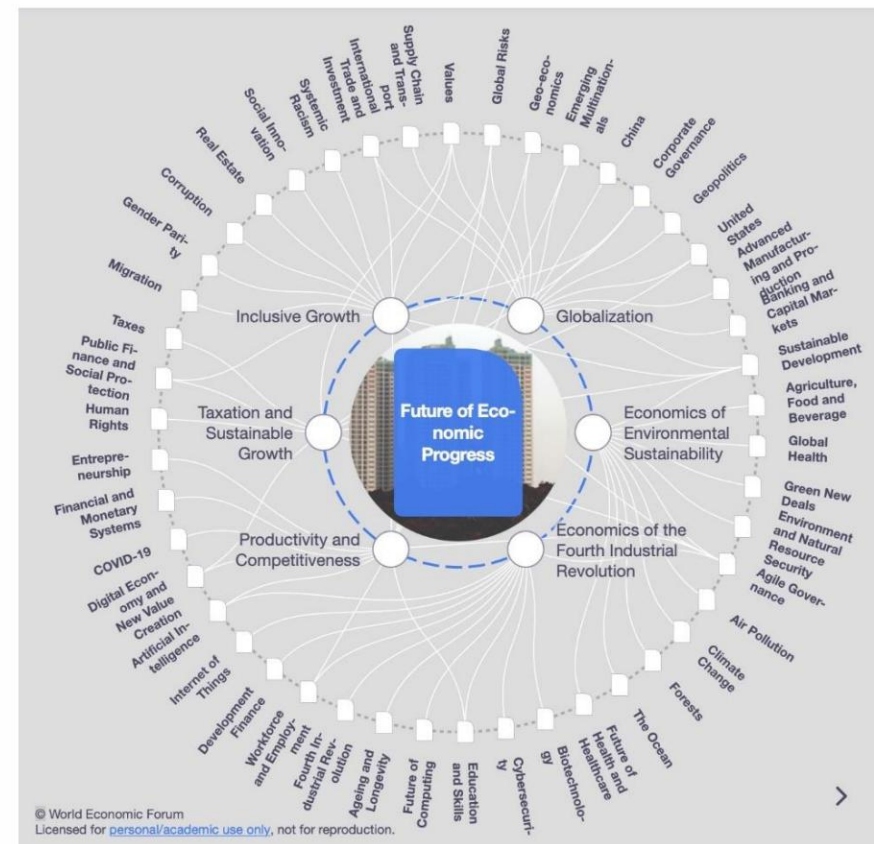 Supply Chain
and Trans-
port
International
Trade and
Investment
Systemic
Racism
Social Inno-
vation
Real Estate
Corruption
Gender Pari-
ty
Migration
Taxes
Public Fi-
nance and
Social Pro-
tection
Human
Rights
Entrepre-
neurship
Financial and
Monetary
Systems
COVID-19
Digital Econ-
omy and
New Value
Creation
Artificial In-
telligence
Internet of
Things
Development
Finance
Workforce
and Employ-
ment
Fourth In-
dustrial Rev-
olution
Ageing and
Longevity
Future of
Computing
Education
and Skills
Cybersecuri-
ty
Biotechnolo-
gy
Future of
Health and
Healthcare
The Ocean
Forests
Climate
Change
Air Pollution
Agile Gover-
nance
Environment
and Natural
Resource
Security
Green New
Deals
Global
Health
Agriculture,
Food and
Beverage
Sustainable
Development
Banking and
Capital Mar-
kets
Advanced
Manufactur-
ing and Pro-
duction
United
States
Geopolitics
Corporate
Governance
China
Emerging
Multination-
als
Geo-eco-
nomics
Global Risks
Values
Inclusive Growth
Globalization
Taxation and
Sustainable
Growth
Future of Eco-
nomic
Progress
Economics of
Environmental
Sustainability
Productivity and
Competitiveness
Economics of the
Fourth Industrial
Revolution
© World Economic Forum
Licensed for personal/academic use only, not for reproduction.